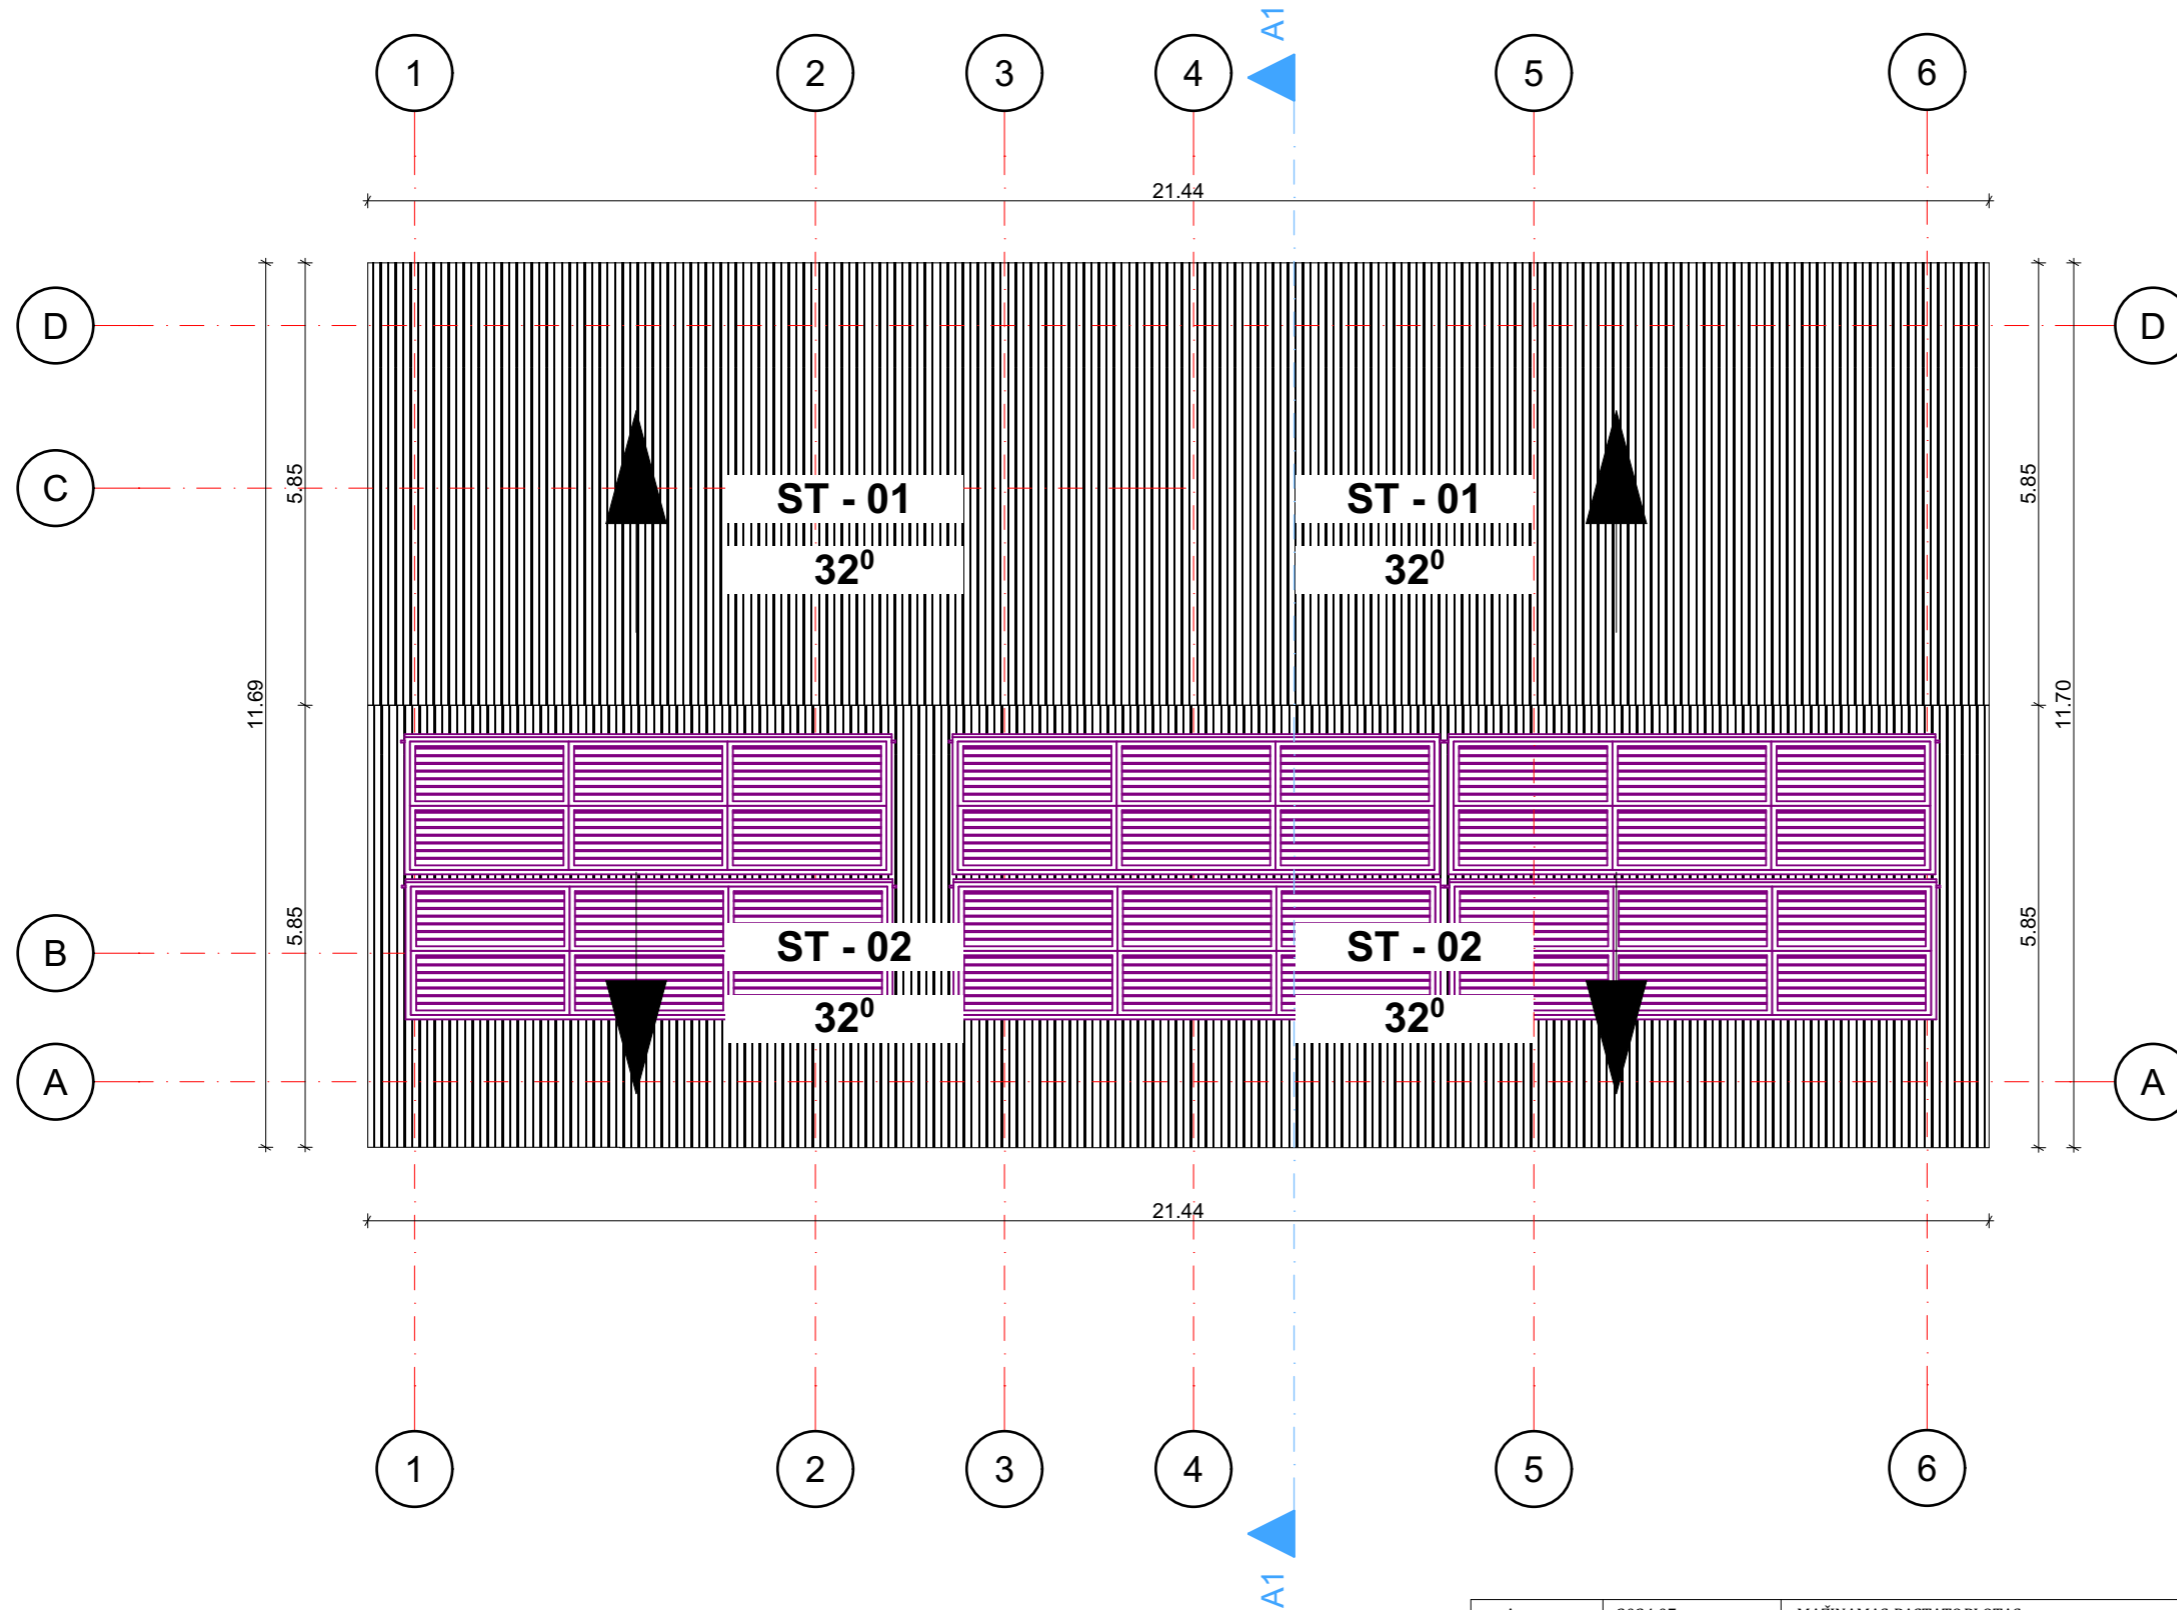 A1
1 2 3 4 5 6
21.44
D D
C
5.85 5.85
ST - 01 ST - 01
32⁰ 32⁰
11.69 11.70
5.85 5.85
B
ST - 02 ST - 02
32⁰ 32⁰
A A
21.44
1 2 3 4 5 6
A1